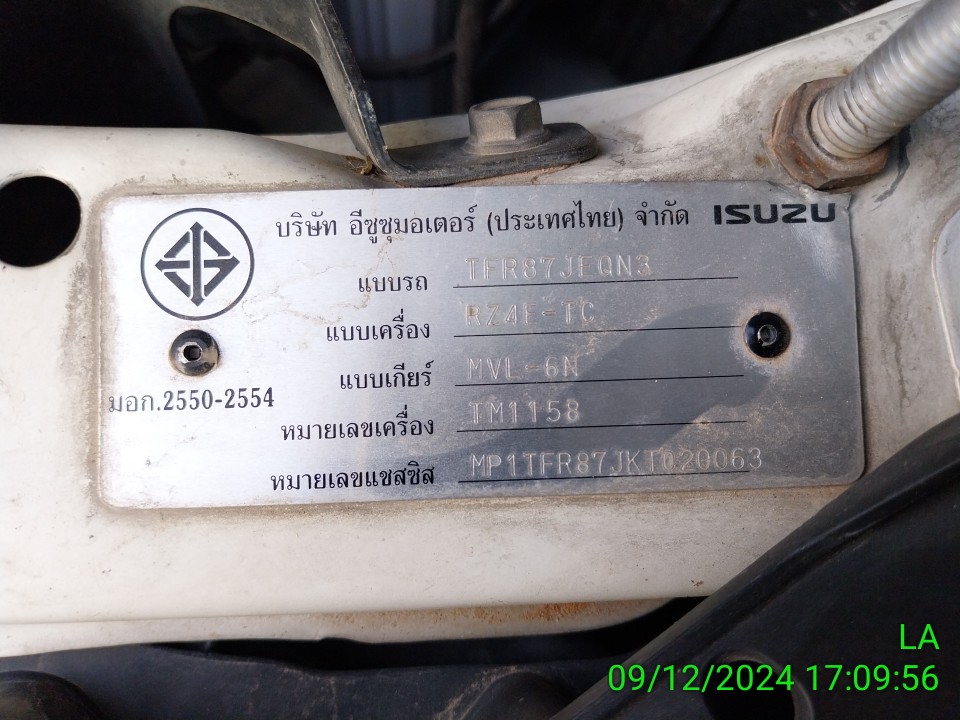 บริษัท อีซูซุมอเตอร์ (ประเทศไทย) จำกัด ISUZU
แบบรถ TFR87JEQN3
แบบเครื่อง RZ4E-TC
แบบเกียร์ MVL-6N
มอก.2550-2554
หมายเลขเครื่อง TM1158
หมายเลขแชสซิส MP1TFR87JKT020063
LA
09/12/2024 17:09:56